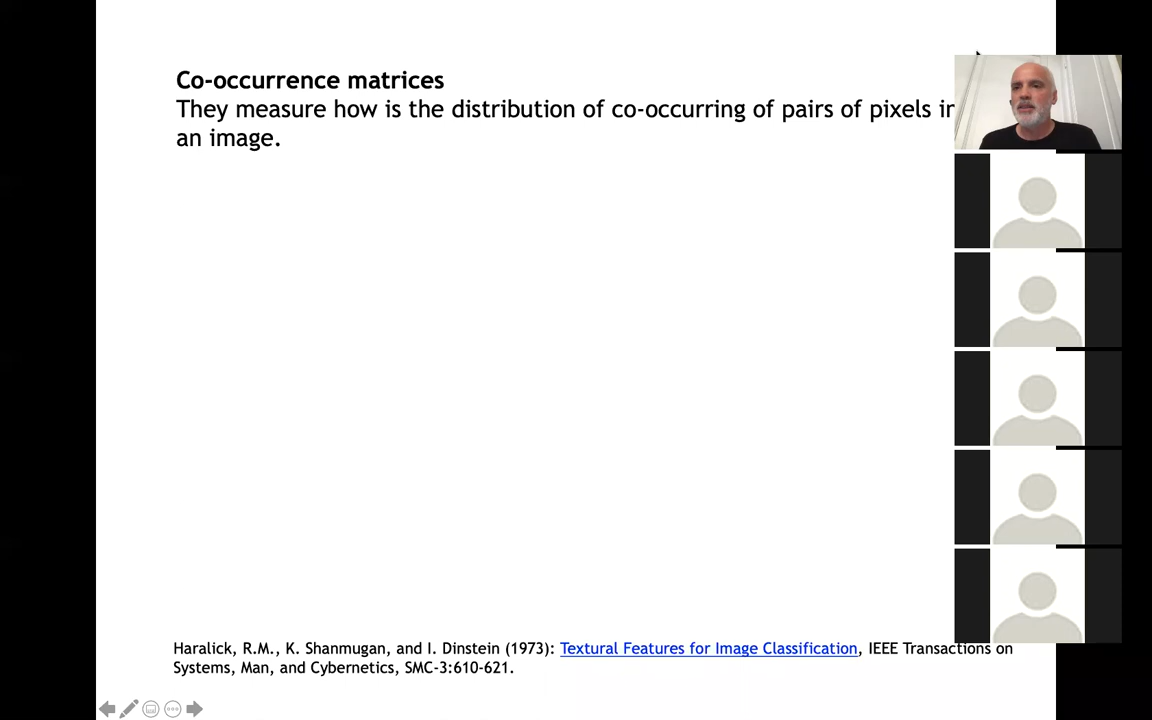 Co-occurrence matrices
They measure how is the distribution of co-occurring of pairs of pixels in
an image.
Haralick, R.M., K. Shanmugan, and I. Dinstein (1973): Textural Features for Image Classification, IEEE Transactions on
Systems, Man, and Cybernetics, SMC-3:610-621.